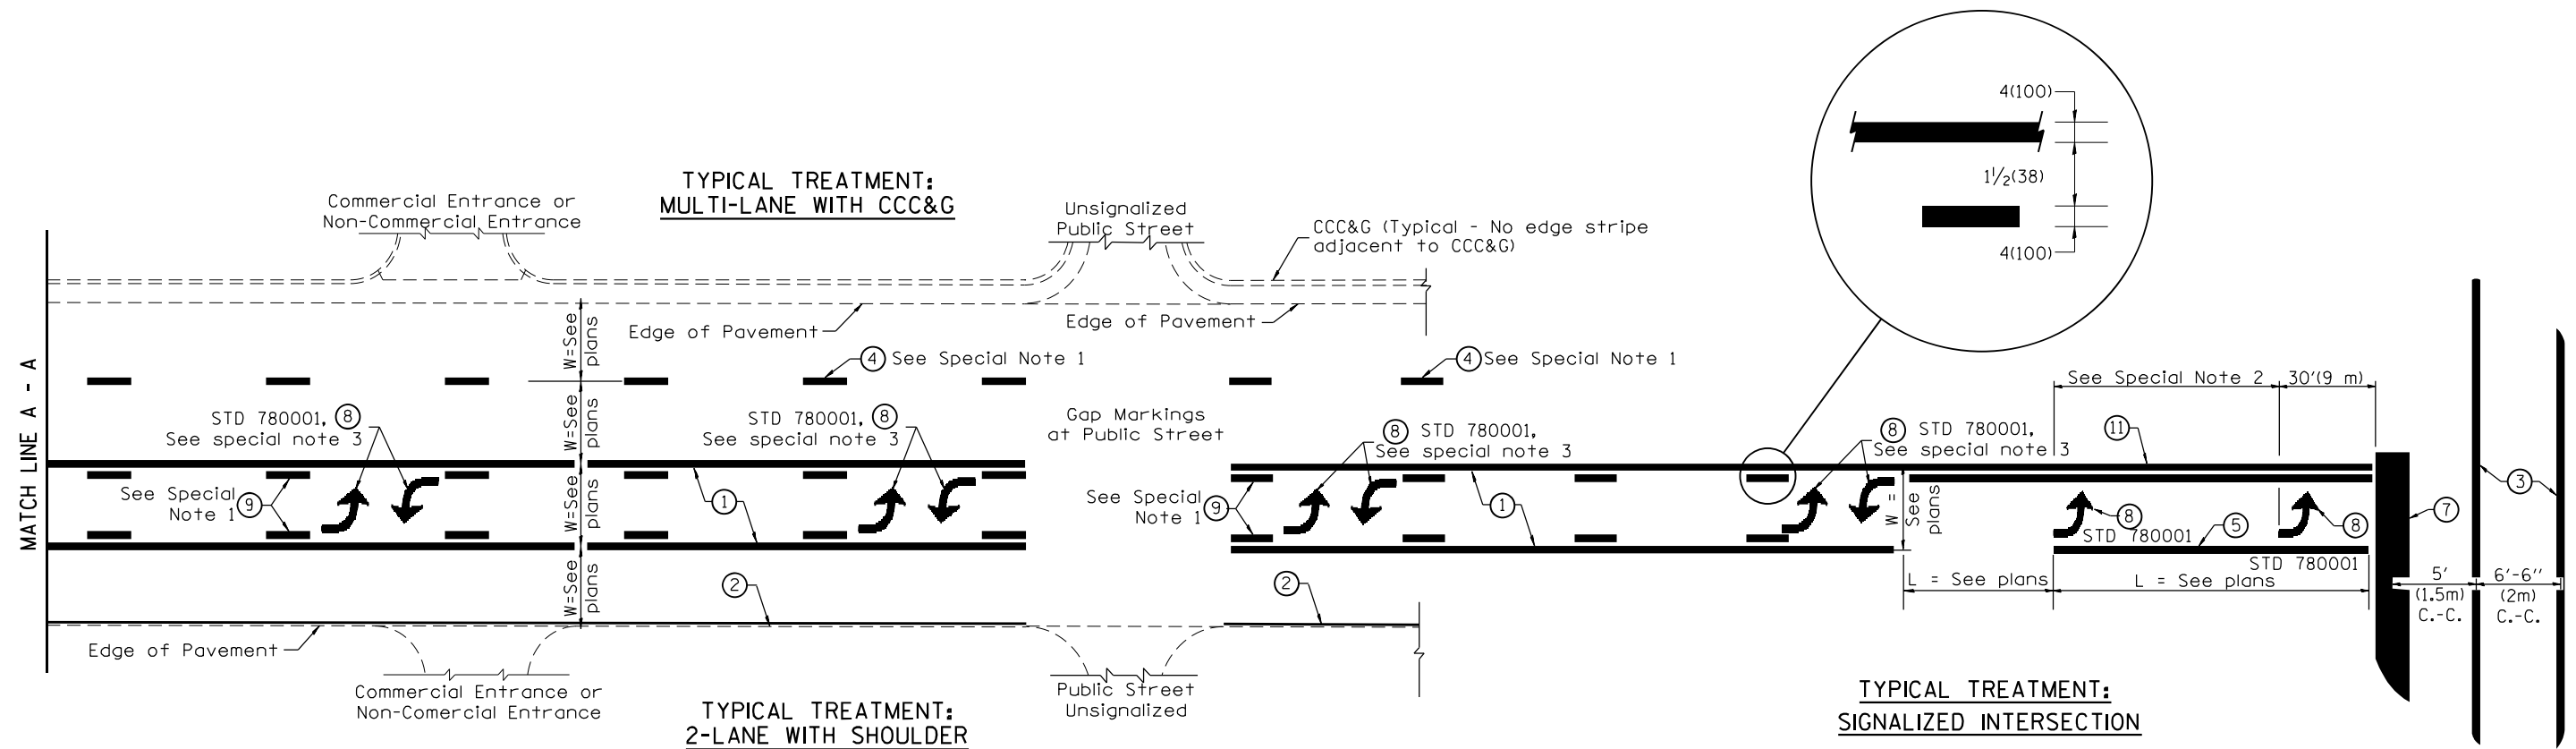 TYPICAL TREATMENT:
MULTI-LANE WITH CCC&G
Commercial Entrance or
Non-Commercial Entrance
Unsignalized
Public Street
CCC&G (Typical - No edge stripe
adjacent to CCC&G)
4(100)
1½(38)
4(100)
Edge of Pavement
Edge of Pavement
MATCH LINE A - A
W=See
plans
W=See
plans
W=See
plans
W=See
plans
4 See Special Note 1
4 See Special Note 1
STD 780001, 8
See special note 3
STD 780001, 8
See special note 3
Gap Markings
at Public Street
8 STD 780001,
See special note 3
8 STD 780001,
See special note 3
See Special Note 2
30'(9 m)
11
See Special
Note 1
9
1
See Special
Note 1
9
1
W =
See
plans
8
STD 780001
5
8
STD 780001
7
3
2
2
L = See plans
L = See plans
5'
(1.5m)
C.-C.
6'-6''
(2m)
C.-C.
Edge of Pavement
Commercial Entrance or
Non-Comercial Entrance
Public Street
Unsignalized
TYPICAL TREATMENT:
2-LANE WITH SHOULDER
TYPICAL TREATMENT:
SIGNALIZED INTERSECTION